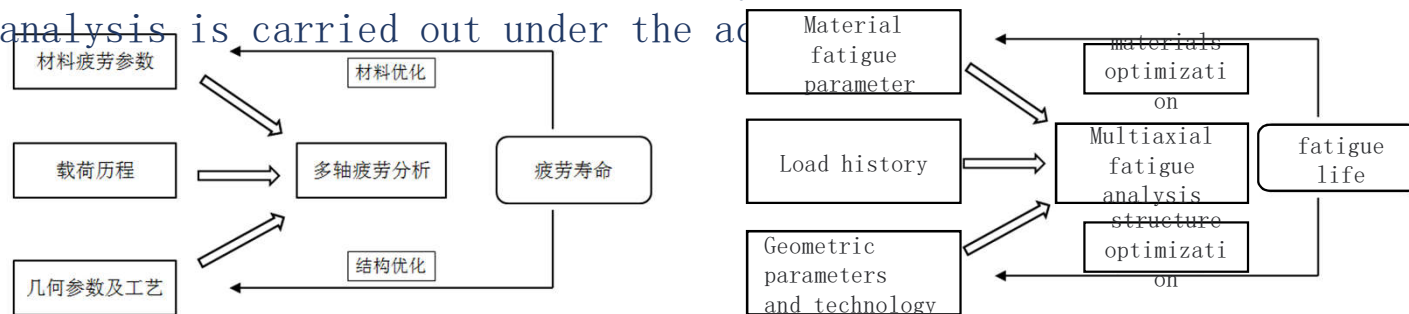 analysis is carried out under the
材料疲劳参数
材料优化
载荷历程
多轴疲劳分析
疲劳寿命
结构优化
几何参数及工艺
Material
fatigue
parameter
materials
optimizati
on
Load history
Multiaxial
fatigue
analysis
fatigue
life
structure
optimizati
on
Geometric
parameters
and technology